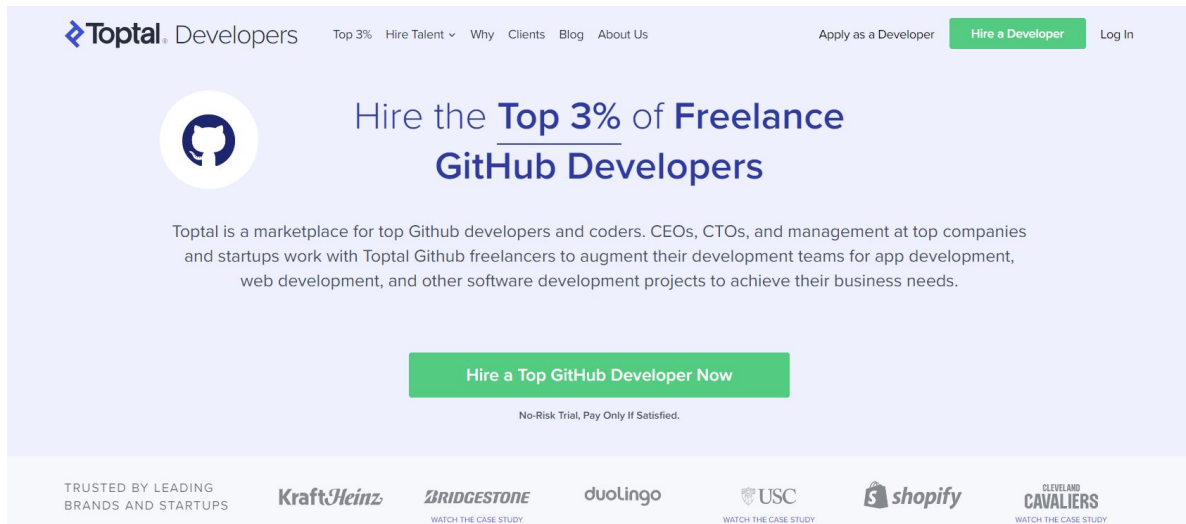 Toptal. Developers Top 3% Hire Talent Why Clients Blog About Us Apply as a Developer Hire a Developer Log In
Hire the Top 3% of Freelance
GitHub Developers
Toptal is a marketplace for top Github developers and coders. CEOs, CTOs, and management at top companies
and startups work with Toptal Github freelancers to augment their development teams for app development,
web development, and other software development projects to achieve their business needs.
Hire a Top GitHub Developer Now
No-Risk Trial, Pay Only If Satisfied.
TRUSTED BY LEADING
BRANDS AND STARTUPS
KraftHeinz
BRIDGESTONE
WATCH THE CASE STUDY
duolingo
USC
WATCH THE CASE STUDY
shopify
CLEVELAND
CAVALIERS
WATCH THE CASE STUDY